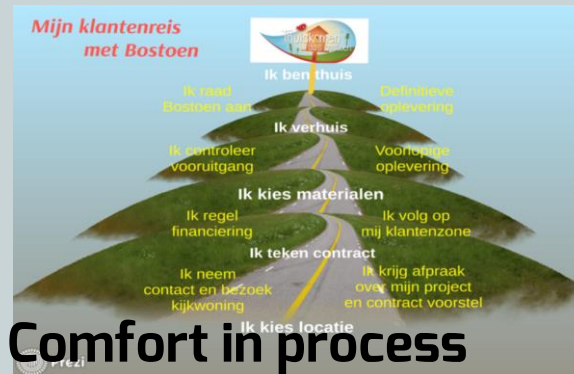 Mijn klantenreis
met Bostoen
Ik ben thuis
Ik raad
Bostoen aan
Definitieve
oplevering
Ik verhuis
Ik controleer
vooruitgang
Voorlopige
oplevering
Ik kies materialen
Ik regel
financiering
Ik volg op
mij klantenzone
Ik teken contract
Ik neem
contact en bezoek
kijkwoning
Ik krijg afpraak
over mijn project
en contract voorstel
Ik kies locatie
Comfort in process
Prezi